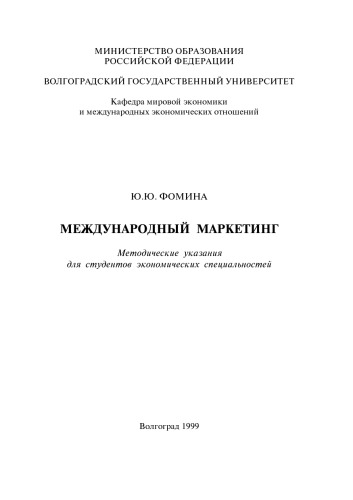 МИНИСТЕРСТВО ОБРАЗОВАНИЯ
РОССИЙСКОЙ ФЕДЕРАЦИИ
ВОЛГОГРАДСКИЙ ГОСУДАРСТВЕННЫЙ УНИВЕРСИТЕТ
Кафедра мировой экономики
и международных экономических отношений
Ю.Ю. ФОМИНА
МЕЖДУНАРОДНЫЙ МАРКЕТИНГ
Методические указания
для студентов экономических специальностей
Волгоград 1999